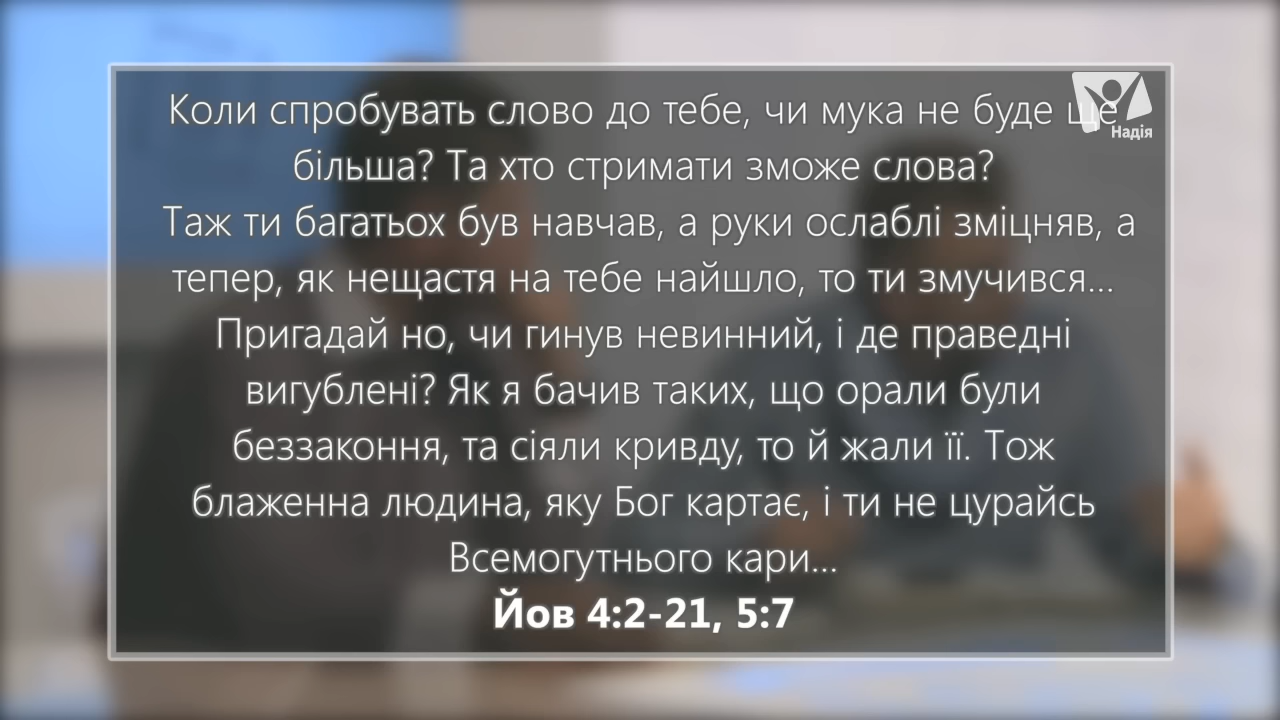 Коли спробувать слово до тебе, чи мука не буде ще
Надія
більша? Та хто стримати зможе слова?
Таж ти багатьох був навчав, а руки ослаблі зміцняв, а
тепер, як нещастя на тебе найшло, то ти змучився...
Пригадай но, чи гинув невинний, і де праведні
вигублені? Як я бачив таких, що орали були
беззаконня, та сіяли кривду, то й жали її. Тож
блаженна людина, яку Бог картає, і ти не цурайсь
Всемогутнього кари...
Йов 4:2-21, 5:7